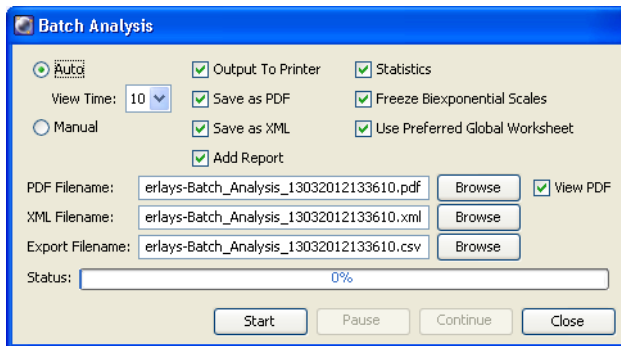 Batch Analysis
Auto Output To Printer Statistics
View Time: 10 Save as PDF Freeze Biexponential Scales
Manual Save as XML Use Preferred Global Worksheet
Add Report
PDF Filename: erlays-Batch_Analysis_13032012133610.pdf Browse View PDF
XML Filename: erlays-Batch_Analysis_13032012133610.xml Browse
Export Filename: erlays-Batch_Analysis_13032012133610.csv Browse
Status: 0%
Start Pause Continue Close